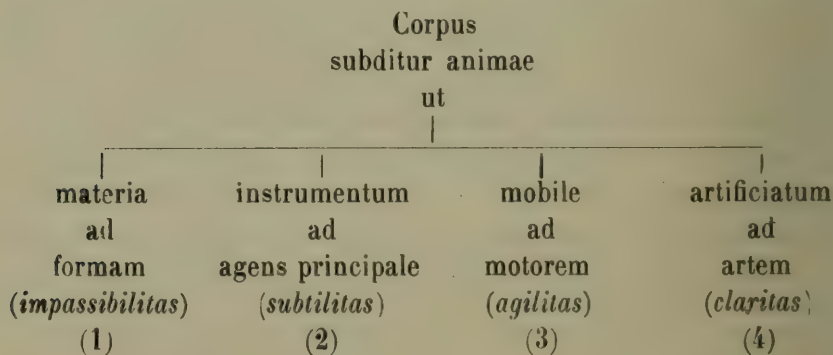 Corpus
subditur animae
ut
materia instrumentum mobile artificiatum
ad ad ad ad
formam agens principale motorem artem
(impassibilitas) (subtilitas) (agilitas) (claritas)
(1) (2) (3) (4)